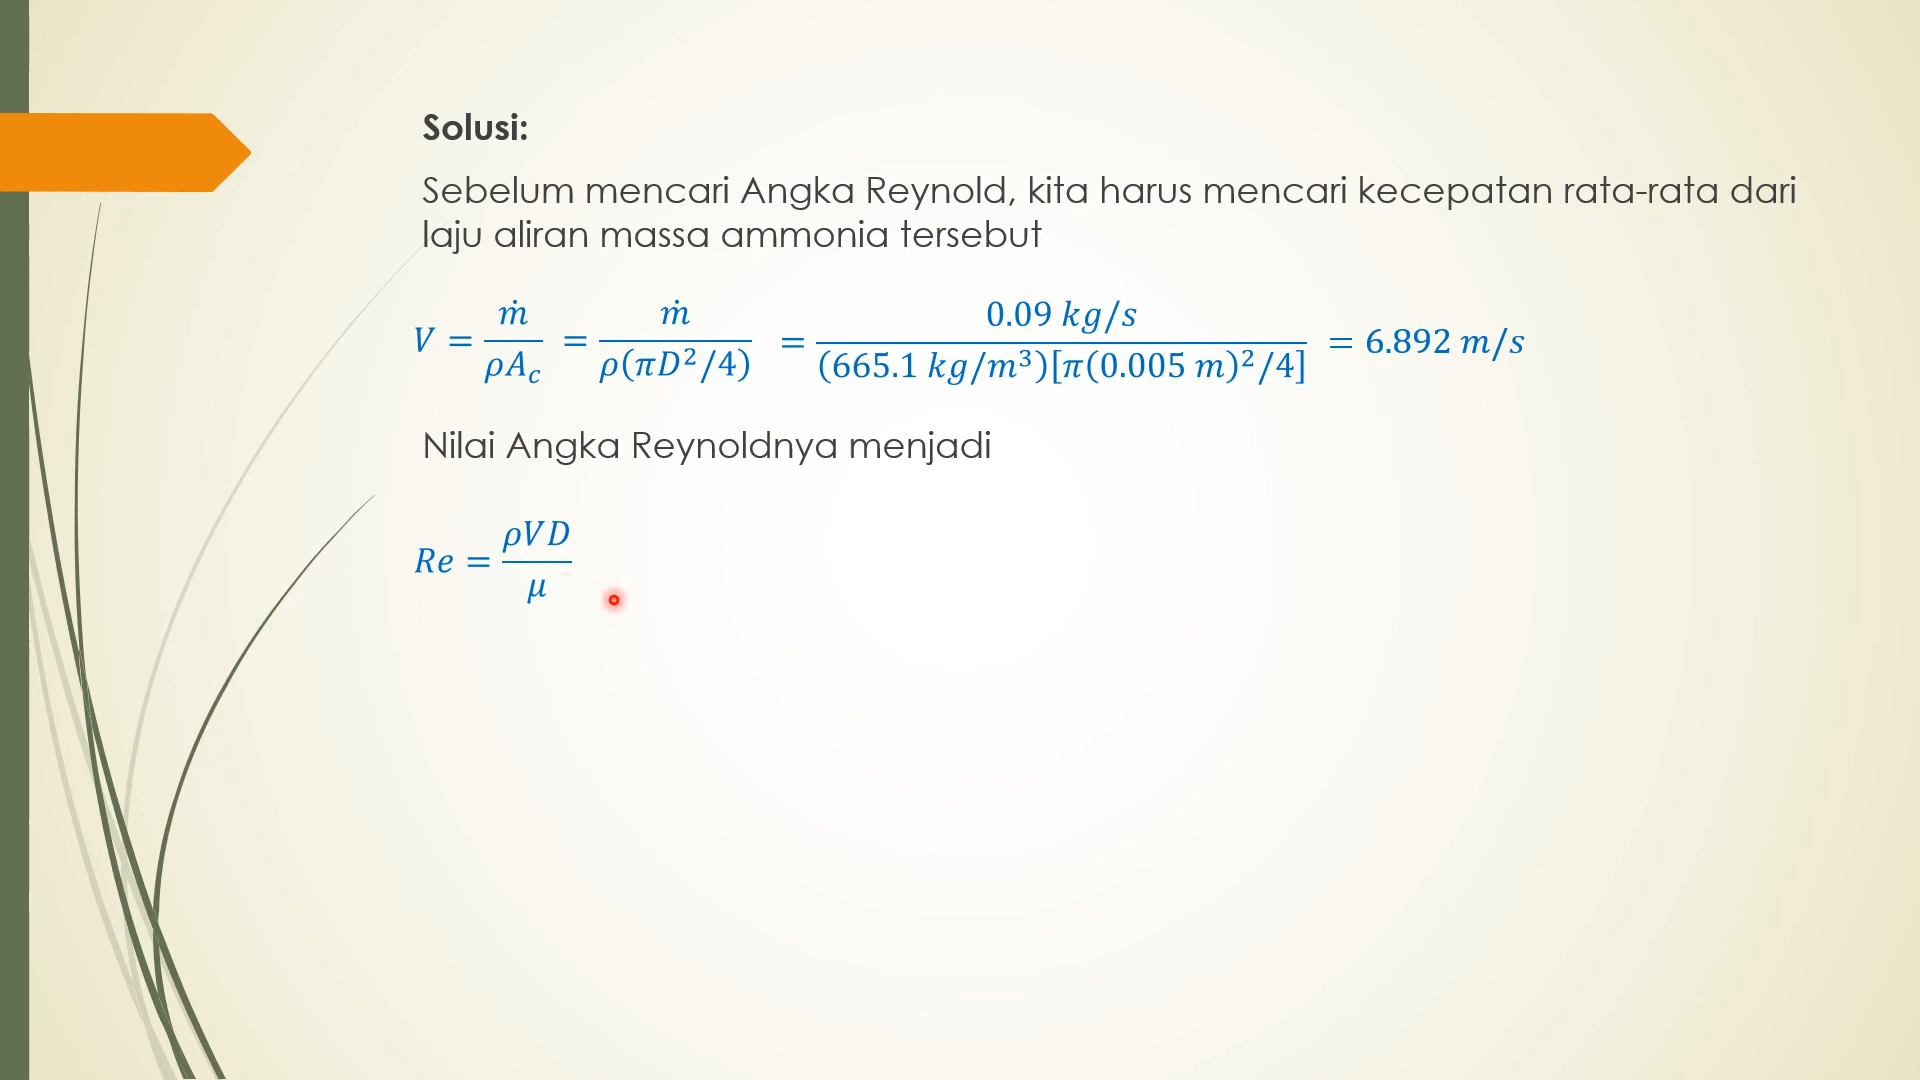 Solusi:
Sebelum mencari Angka Reynold, kita harus mencari kecepatan rata-rata dari
laju aliran massa ammonia tersebut
V = ṁ/(ρA_c) = ṁ/(ρ(πD²/4)) = 0.09 kg/s/((665.1 kg/m³)[π(0.005 m)²/4]) = 6.892 m/s
Nilai Angka Reynoldnya menjadi
Re = ρVD/μ